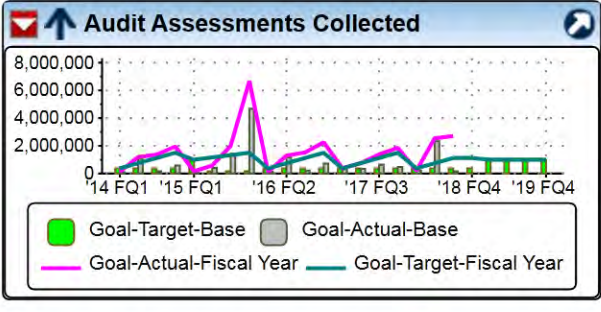 Audit Assessments Collected
8,000,000
6,000,000
4,000,000
2,000,000
0
'14 FQ1 '15 FQ1 '16 FQ2 '17 FQ3 '18 FQ4 '19 FQ4
Goal-Target-Base Goal-Actual-Base
Goal-Actual-Fiscal Year Goal-Target-Fiscal Year